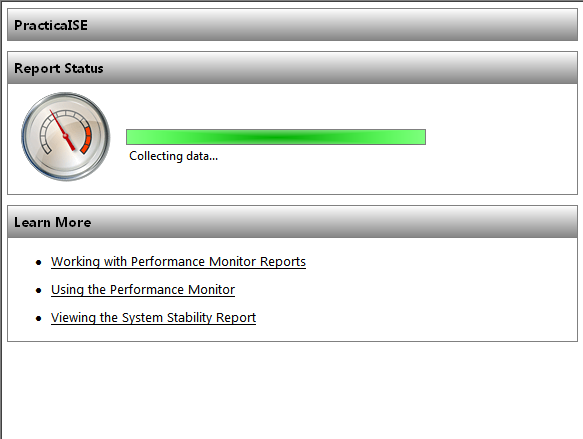 PracticaISE
Report Status
Collecting data...
Learn More
Working with Performance Monitor Reports
Using the Performance Monitor
Viewing the System Stability Report